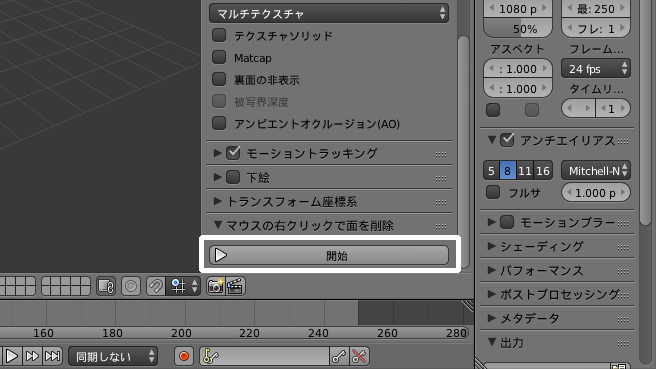 マルチテクスチャ
テクスチャソリッド
Matcap
裏面の非表示
被写界深度
アンビエントオクルージョン(AO)
モーショントラッキング
下絵
トランスフォーム座標系
マウスの右クリックで面を削除
開始
160 180 200 220 240 260 280
同期しない
1080 p
最: 250
50%
フレ: 1
アスペクト
フレーム...
: 1.000
24 fps
: 1.000
タイムリ...
: 1
アンチエイリアス
5 8 11 16
Mitchell-N
フルサ
1.000 p
モーションブラー
シェーディング
パフォーマンス
ポストプロセッシング
メタデータ
出力